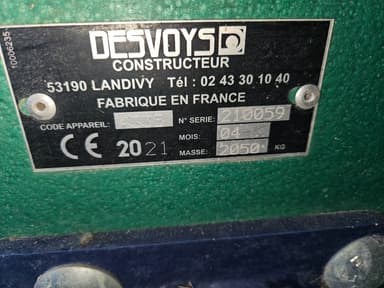 10006235
DESVOYS
CONSTRUCTEUR
53190 LANDIVY Tél : 02 43 30 10 40
FABRIQUE EN FRANCE
CODE APPAREIL: N° SERIE: Z10059
MOIS: 04
CE 2021 MASSE: 2050 KG